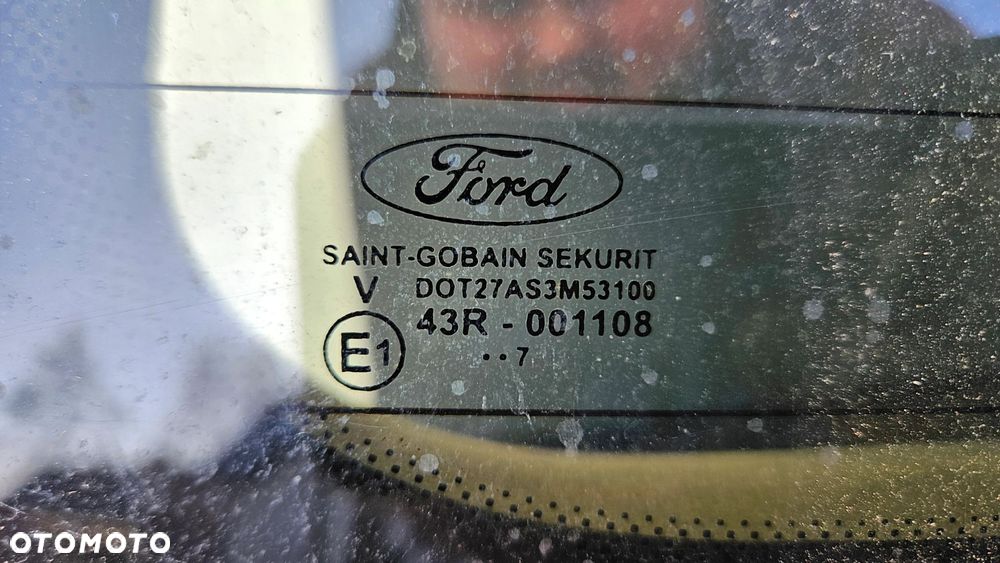 Ford
SAINT-GOBAIN SEKURIT
V DOT27AS3M53100
43R - 001108
E1
··7
OTOMOTO